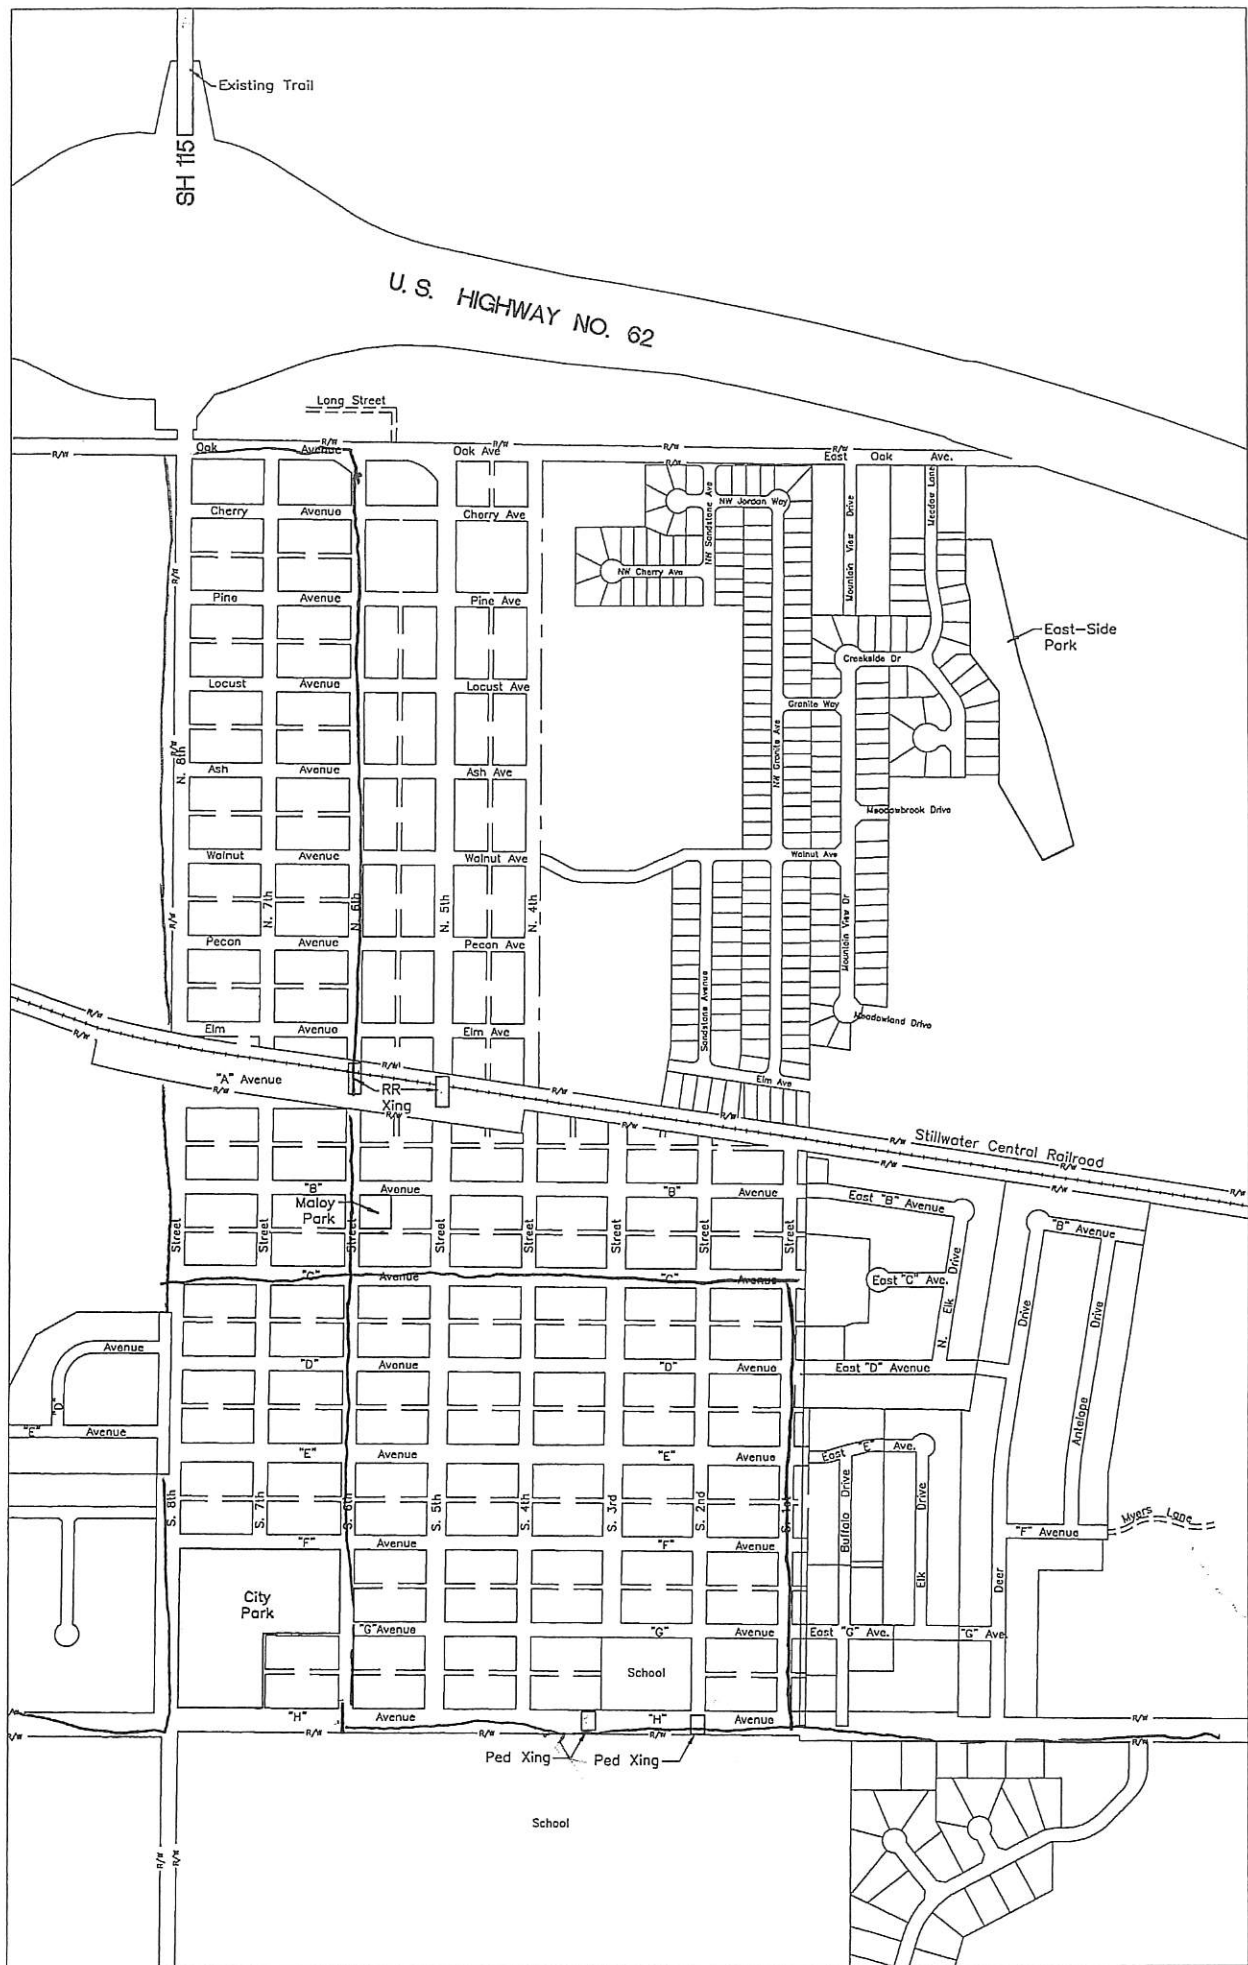 Existing Trail
SH 115
U. S. HIGHWAY NO. 62
Long Street
R/W
R/W
R/W
R/W
R/W
Oak Avenue
Oak Ave
East Oak Ave.
R/W
Cherry Avenue
Cherry Ave
NW Sandstone Ave
NW Jordan Way
Mountain View Drive
Meadow Lane
NW Cherry Ave
R/W
Pine Avenue
Pine Ave
East-Side
Park
Creekside Dr
Locust Avenue
Locust Ave
Granite Way
R/W
N. 8th
NW Granite Ave
Ash Avenue
Ash Ave
Meadowbrook Drive
Walnut Avenue
Walnut Ave
Walnut Ave
R/W
N. 7th
N. 6th
N. 5th
N. 4th
Mountain View Dr
Pecan Avenue
Pecan Ave
Sandstone Avenue
Meadowland Drive
R/W
R/W
Elm Avenue
Elm Ave
Elm Ave
"A" Avenue
R/W
R/W
R/W
RR
Xing
R/W
R/W
R/W
R/W
Stillwater Central Railroad
R/W
R/W
R/W
R/W
"B" Avenue
"B" Avenue
East "B" Avenue
"B" Avenue
Maloy
Park
Street
Street
Street
Street
Street
Street
Street
Street
"C" Avenue
"C" Avenue
East "C" Ave.
N. Elk Drive
Drive
Drive
Avenue
"D"
"D" Avenue
"D" Avenue
East "D" Avenue
Antelope
"E" Avenue
"E" Avenue
"E" Avenue
East "E" Ave.
S. 8th
S. 7th
S. 6th
S. 5th
S. 4th
S. 3rd
S. 2nd
S. 1st
Buffalo Drive
Elk Drive
Deer
"F" Avenue
"F" Avenue
"F" Avenue
Myers Lane
City
Park
"G" Avenue
"G" Avenue
East "G" Ave.
"G" Ave.
School
"H" Avenue
"H" Avenue
R/W
R/W
R/W
R/W
R/W
R/W
R/W
Ped Xing
Ped Xing
School
R/W
R/W